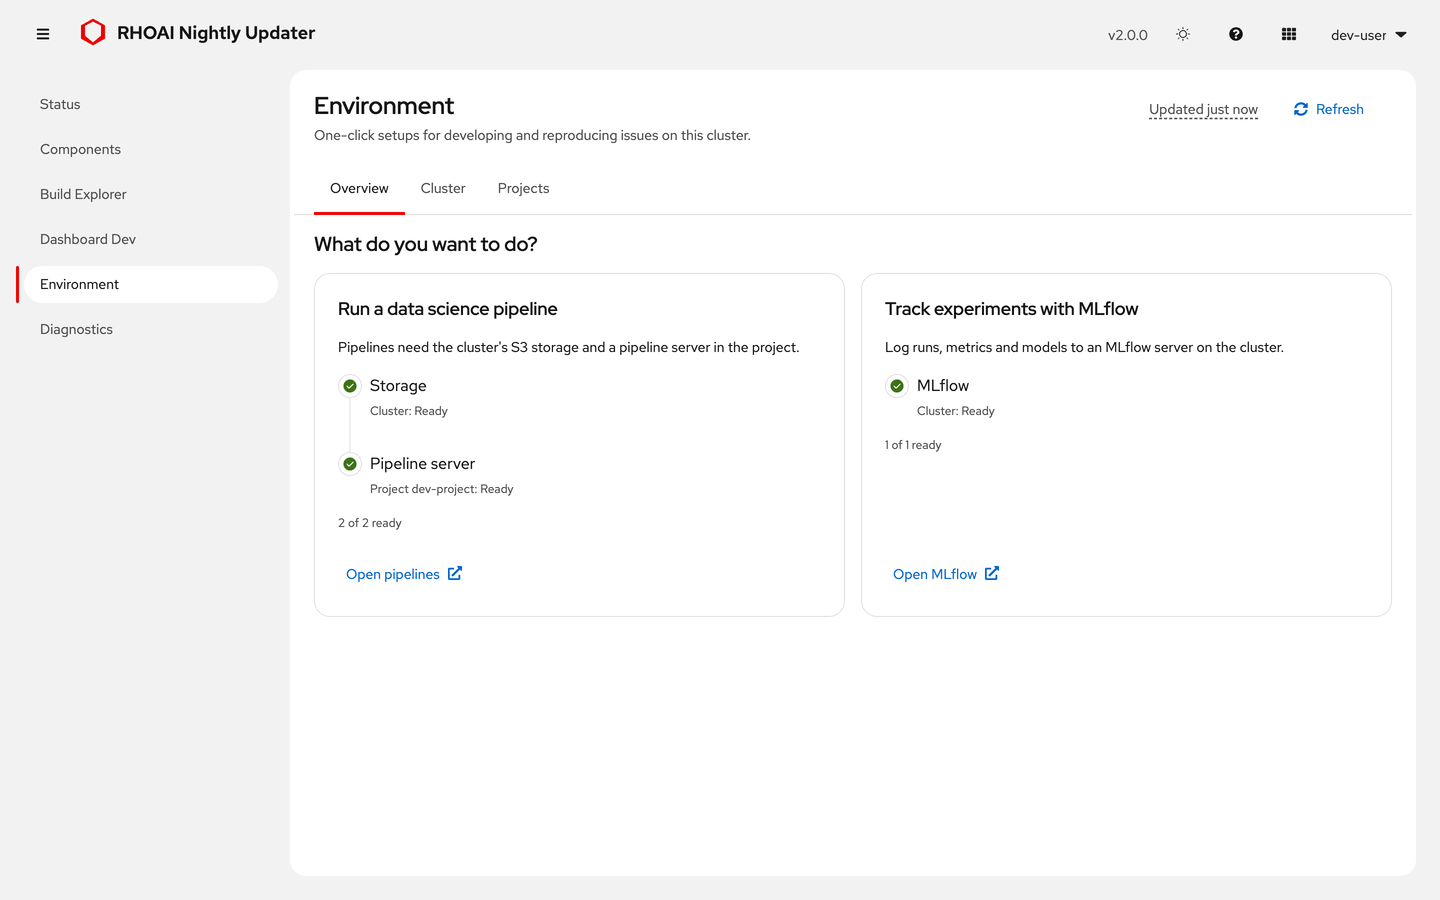 RHOAI Nightly Updater
v2.0.0
dev-user
Status
Components
Build Explorer
Dashboard Dev
Environment
Diagnostics
Environment
One-click setups for developing and reproducing issues on this cluster.
Updated just now
Refresh
Overview
Cluster
Projects
What do you want to do?
Run a data science pipeline
Pipelines need the cluster's S3 storage and a pipeline server in the project.
Storage
Cluster: Ready
Pipeline server
Project dev-project: Ready
2 of 2 ready
Open pipelines
Track experiments with MLflow
Log runs, metrics and models to an MLflow server on the cluster.
MLflow
Cluster: Ready
1 of 1 ready
Open MLflow